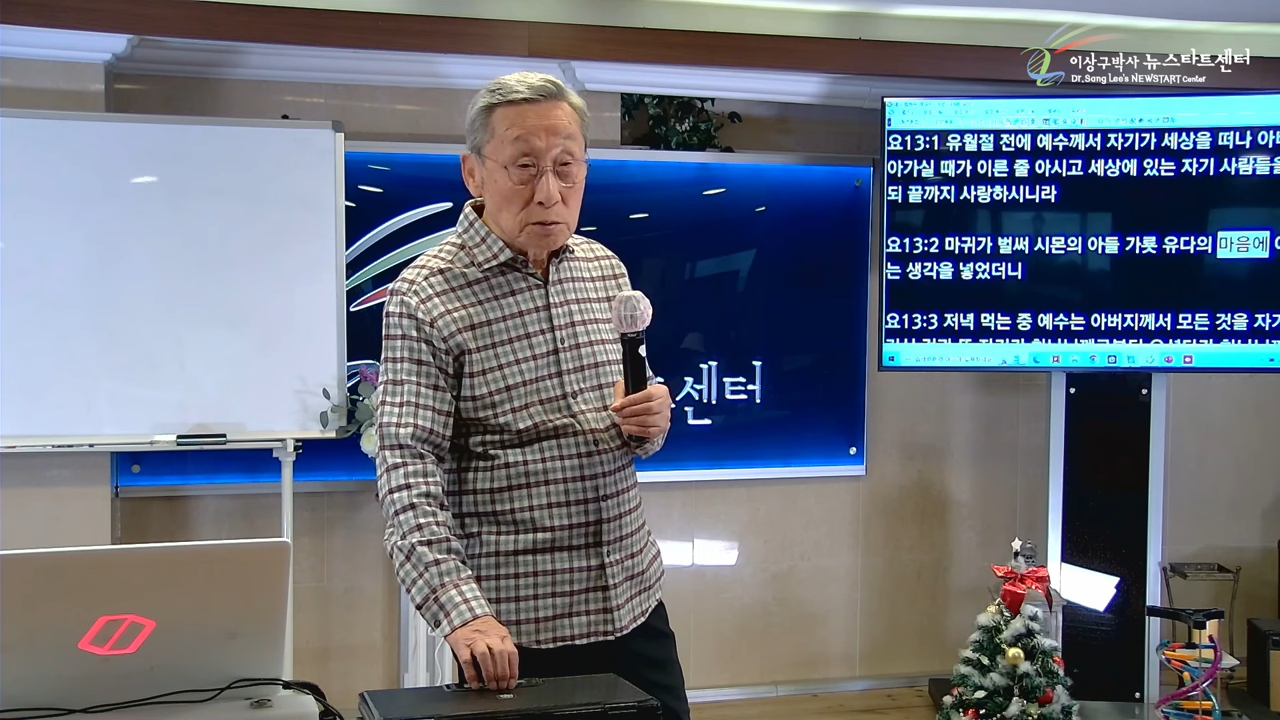 이상구박사 뉴스타트센터
Dr. Sang Lee's NEWSTART Center
요13:1 유월절 전에 예수께서 자기가 세상을 떠나
아가실 때가 이른 줄 아시고 세상에 있는 자기 사람들을
되 끝까지 사랑하시니라
요13:2 마귀가 벌써 시몬의 아들 가룟 유다의 마음에
는 생각을 넣었더니
요13:3 저녁 먹는 중 예수는 아버지께서 모든 것을 자기
센터